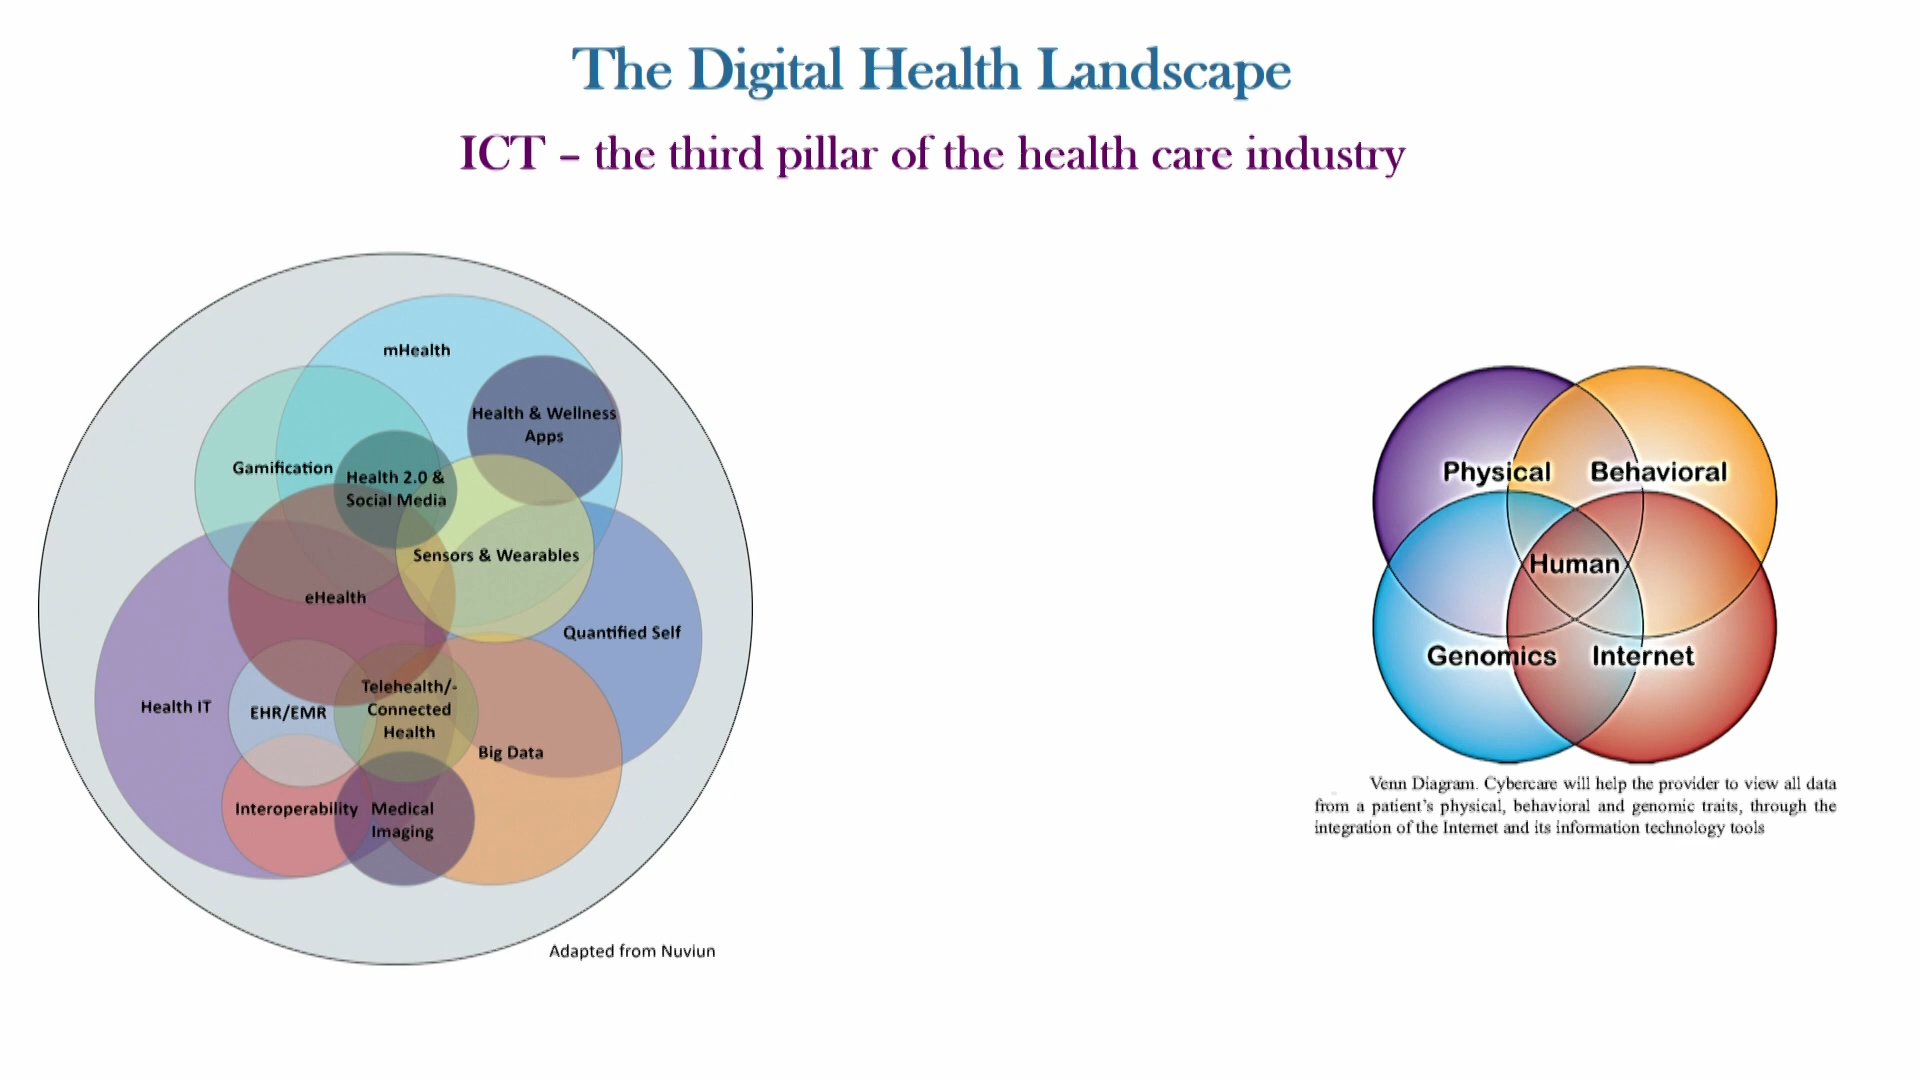 The Digital Health Landscape
ICT – the third pillar of the health care industry
mHealth
Health & Wellness
Apps
Gamification
Health 2.0 &
Social Media
Sensors & Wearables
eHealth
Quantified Self
Health IT
EHR/EMR
Telehealth/-
Connected
Health
Big Data
Interoperability
Medical
Imaging
Adapted from Nuviun
Physical
Behavioral
Human
Genomics
Internet
Venn Diagram. Cybercare will help the provider to view all data
from a patient's physical, behavioral and genomic traits, through the
integration of the Internet and its information technology tools